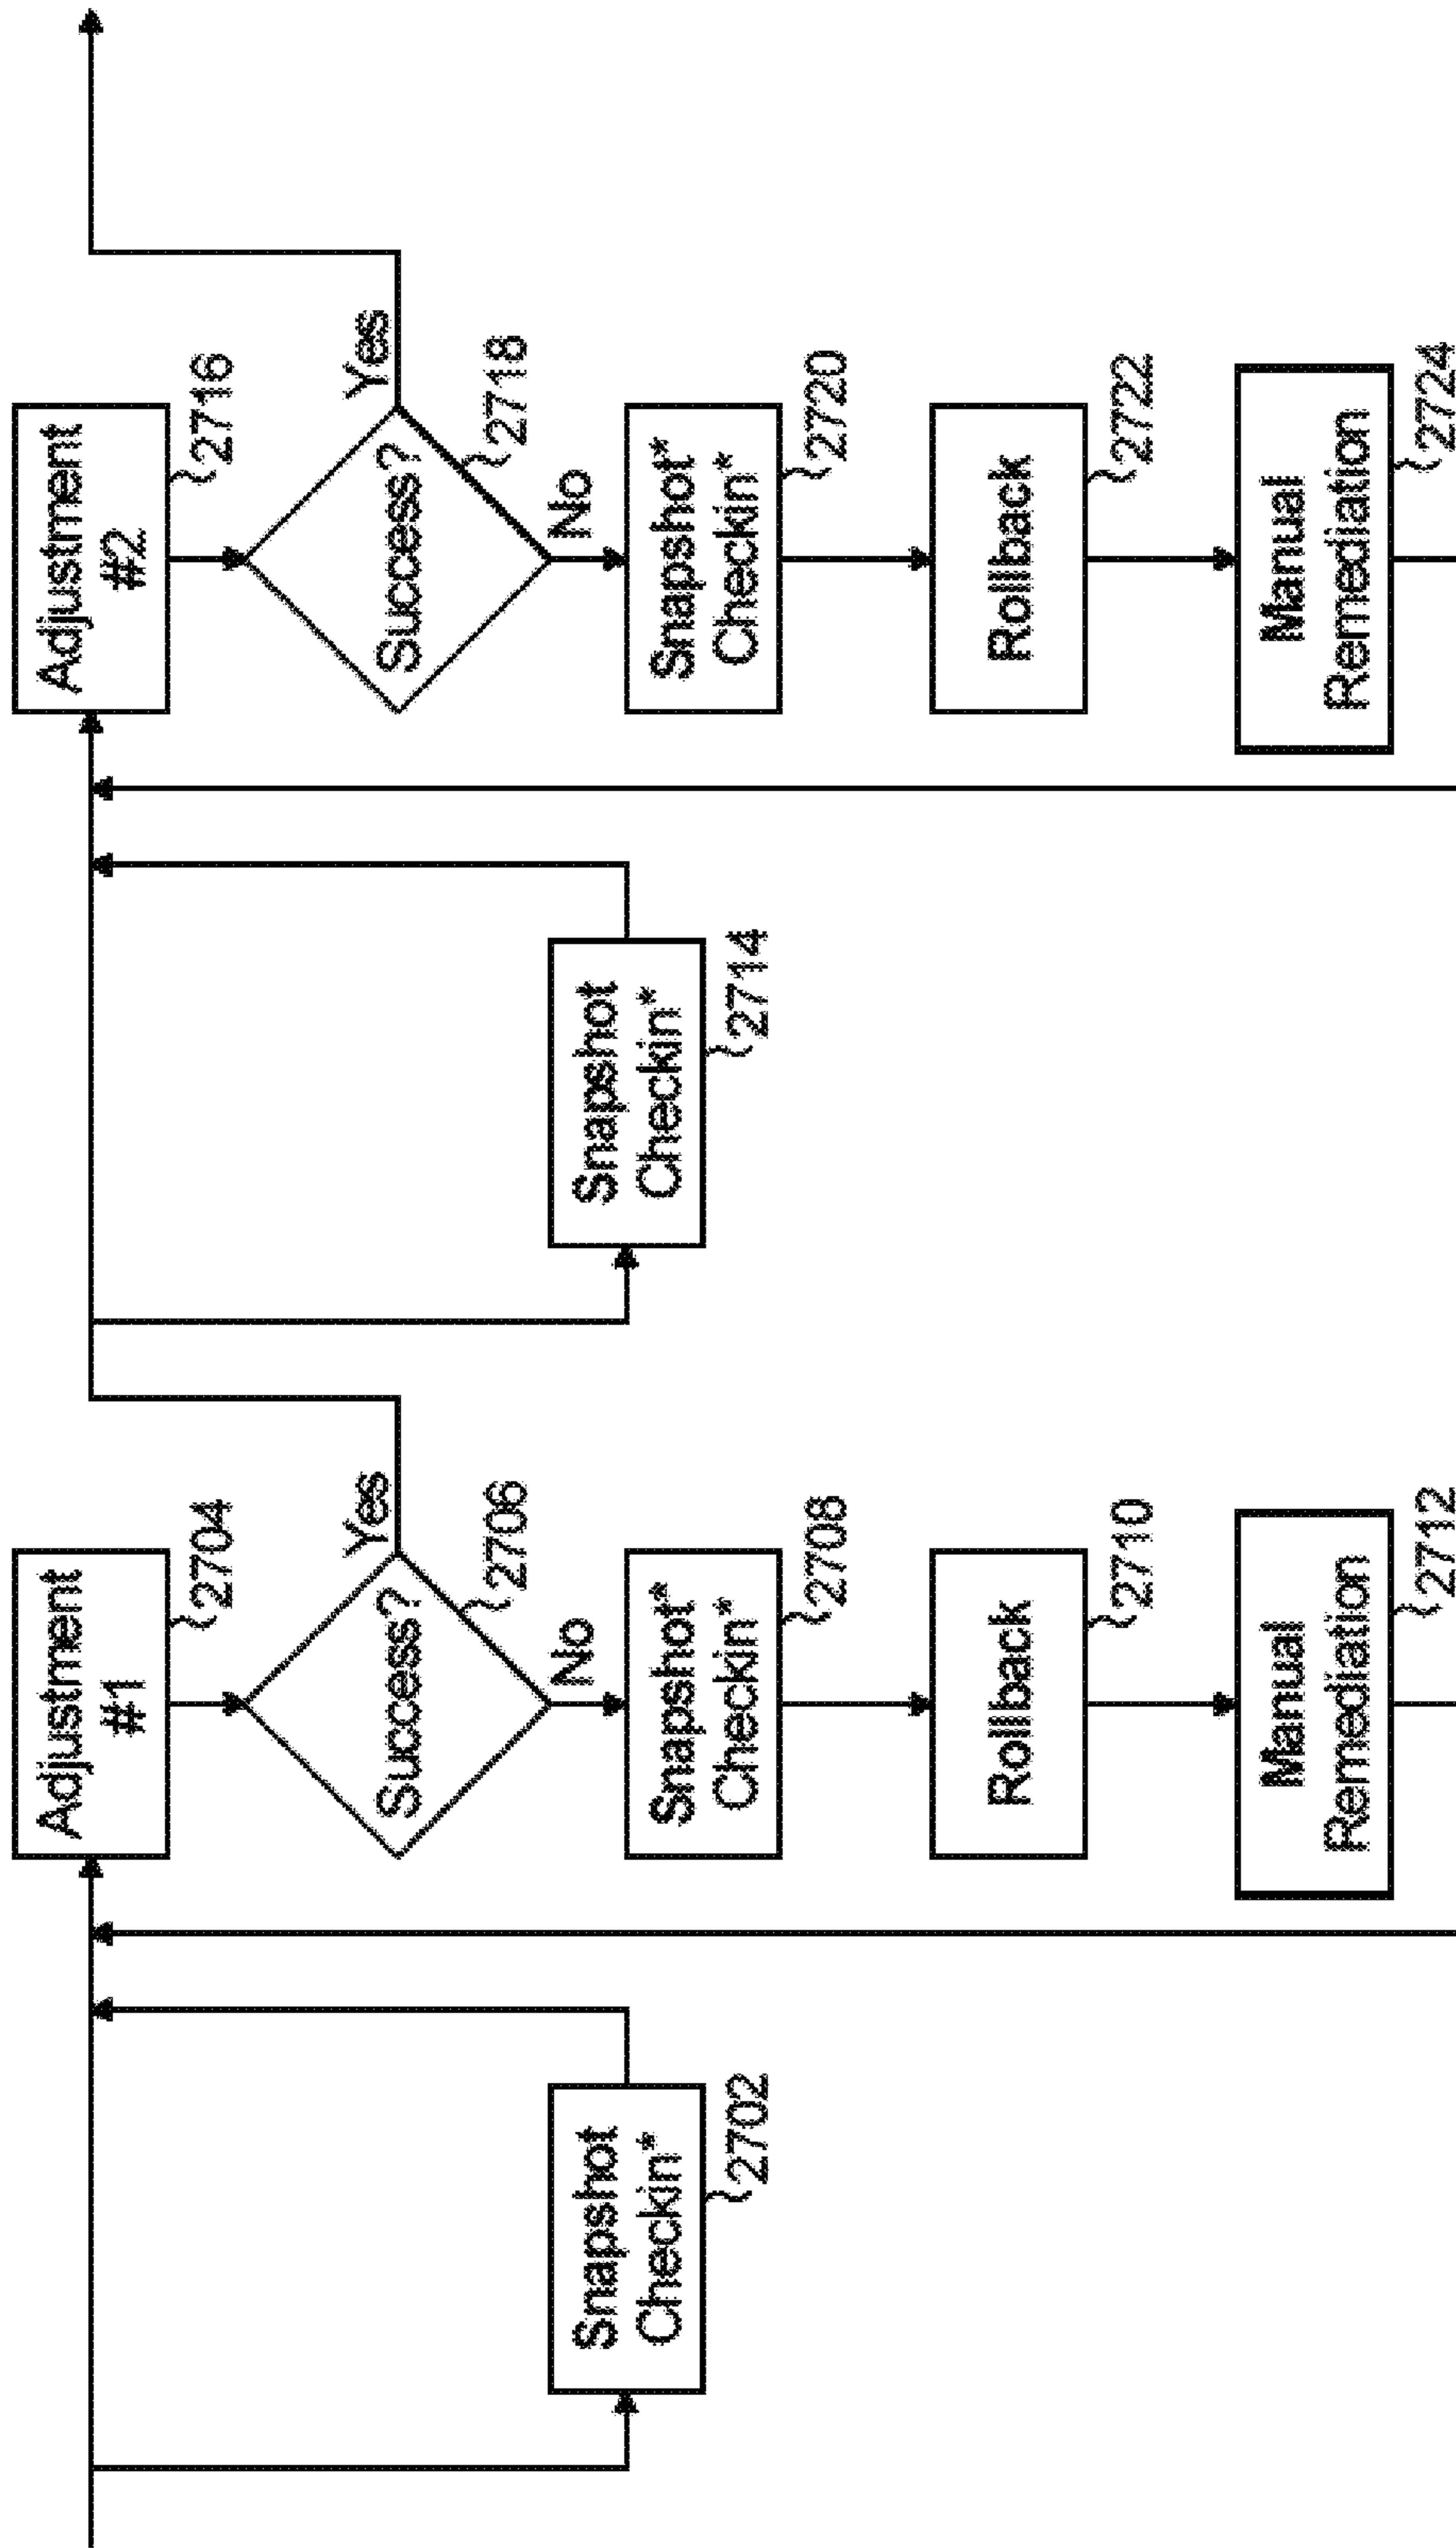 Snapshot
Checkin*
2702
Adjustment
#1
2704
Success?
2706
Yes
No
Snapshot*
Checkin*
2708
Rollback
2710
Manual
Remediation
2712
Snapshot
Checkin*
2714
Adjustment
#2
2716
Success?
2718
Yes
No
Snapshot*
Checkin*
2720
Rollback
2722
Manual
Remediation
2724